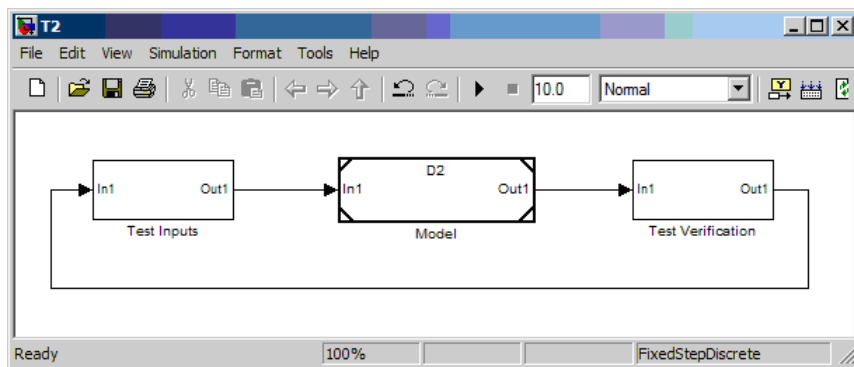 T2
File Edit View Simulation Format Tools Help
10.0 Normal
D2
In1 Out1 In1 Out1 In1 Out1
Test Inputs Model Test Verification
Ready 100% FixedStepDiscrete